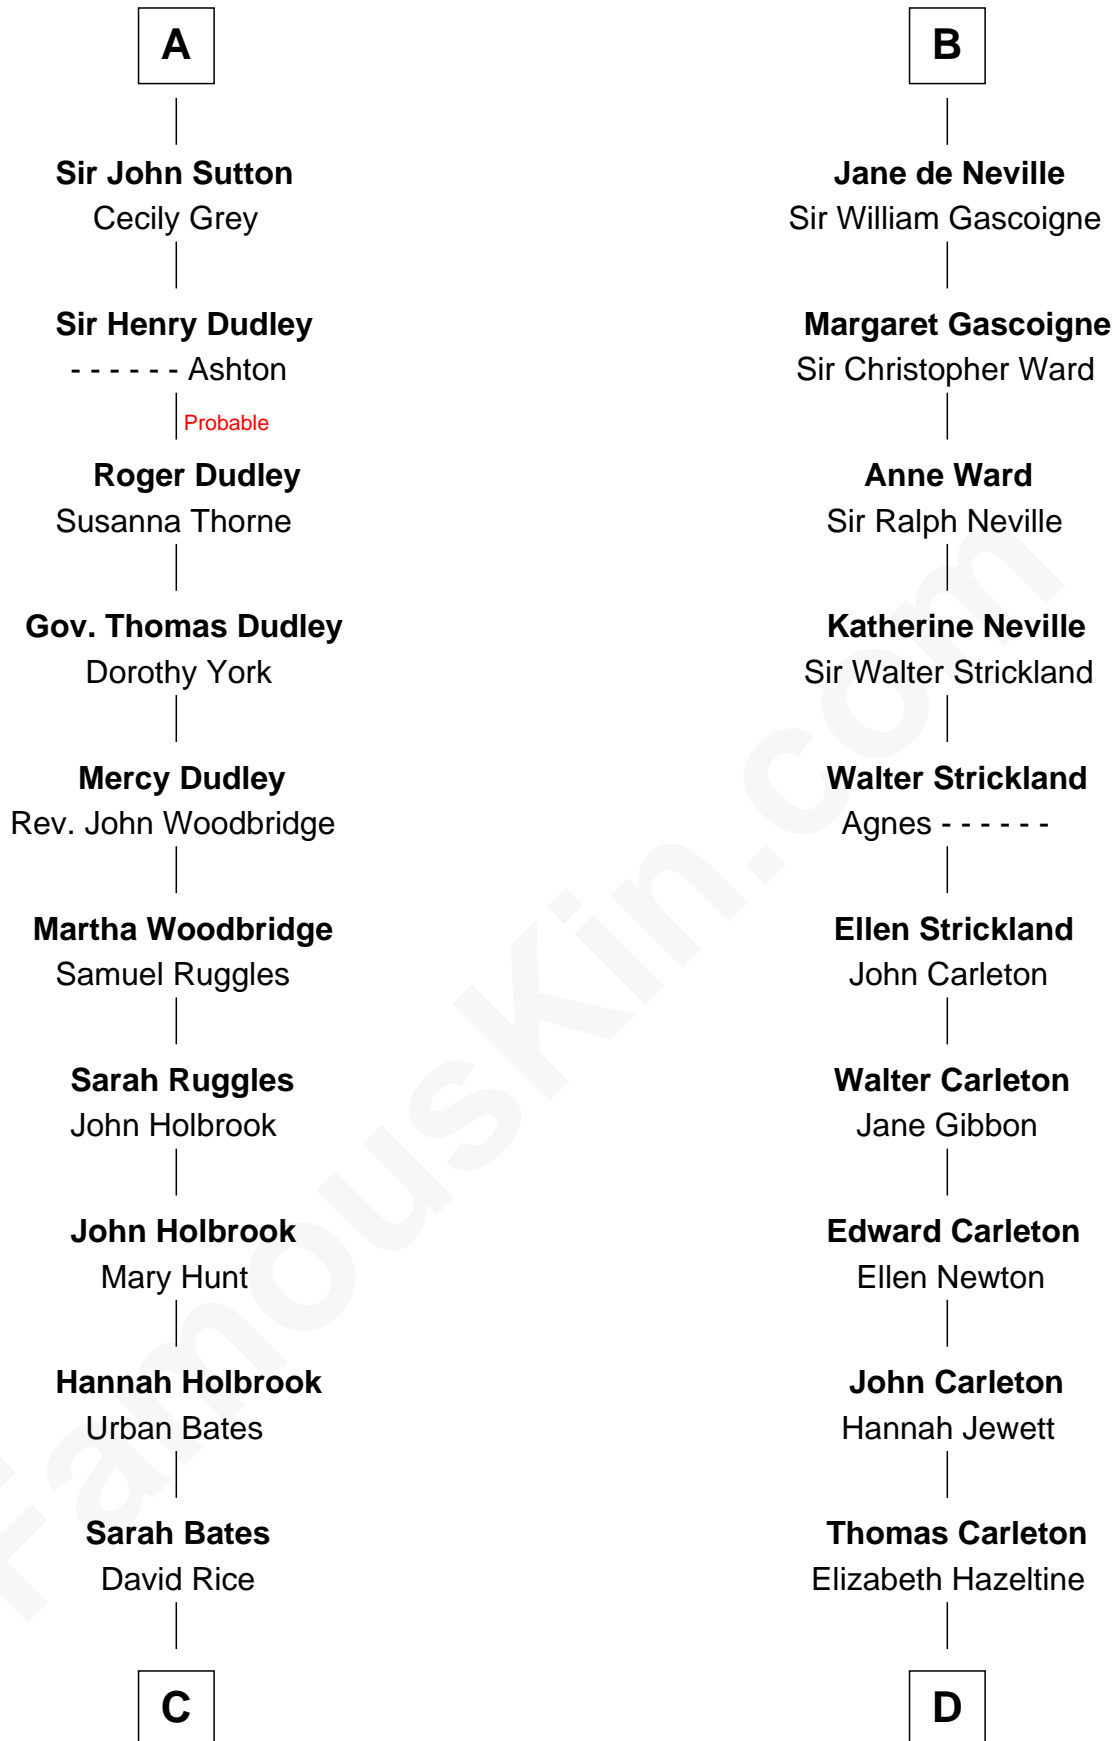 A
Sir John Sutton
Cecily Grey
Sir Henry Dudley
- - - - - - Ashton
Probable
Roger Dudley
Susanna Thorne
Gov. Thomas Dudley
Dorothy York
Mercy Dudley
Rev. John Woodbridge
Martha Woodbridge
Samuel Ruggles
Sarah Ruggles
John Holbrook
John Holbrook
Mary Hunt
Hannah Holbrook
Urban Bates
Sarah Bates
David Rice
C
B
Jane de Neville
Sir William Gascoigne
Margaret Gascoigne
Sir Christopher Ward
Anne Ward
Sir Ralph Neville
Katherine Neville
Sir Walter Strickland
Walter Strickland
Agnes - - - - - -
Ellen Strickland
John Carleton
Walter Carleton
Jane Gibbon
Edward Carleton
Ellen Newton
John Carleton
Hannah Jewett
Thomas Carleton
Elizabeth Hazeltine
D
FamousKin.com